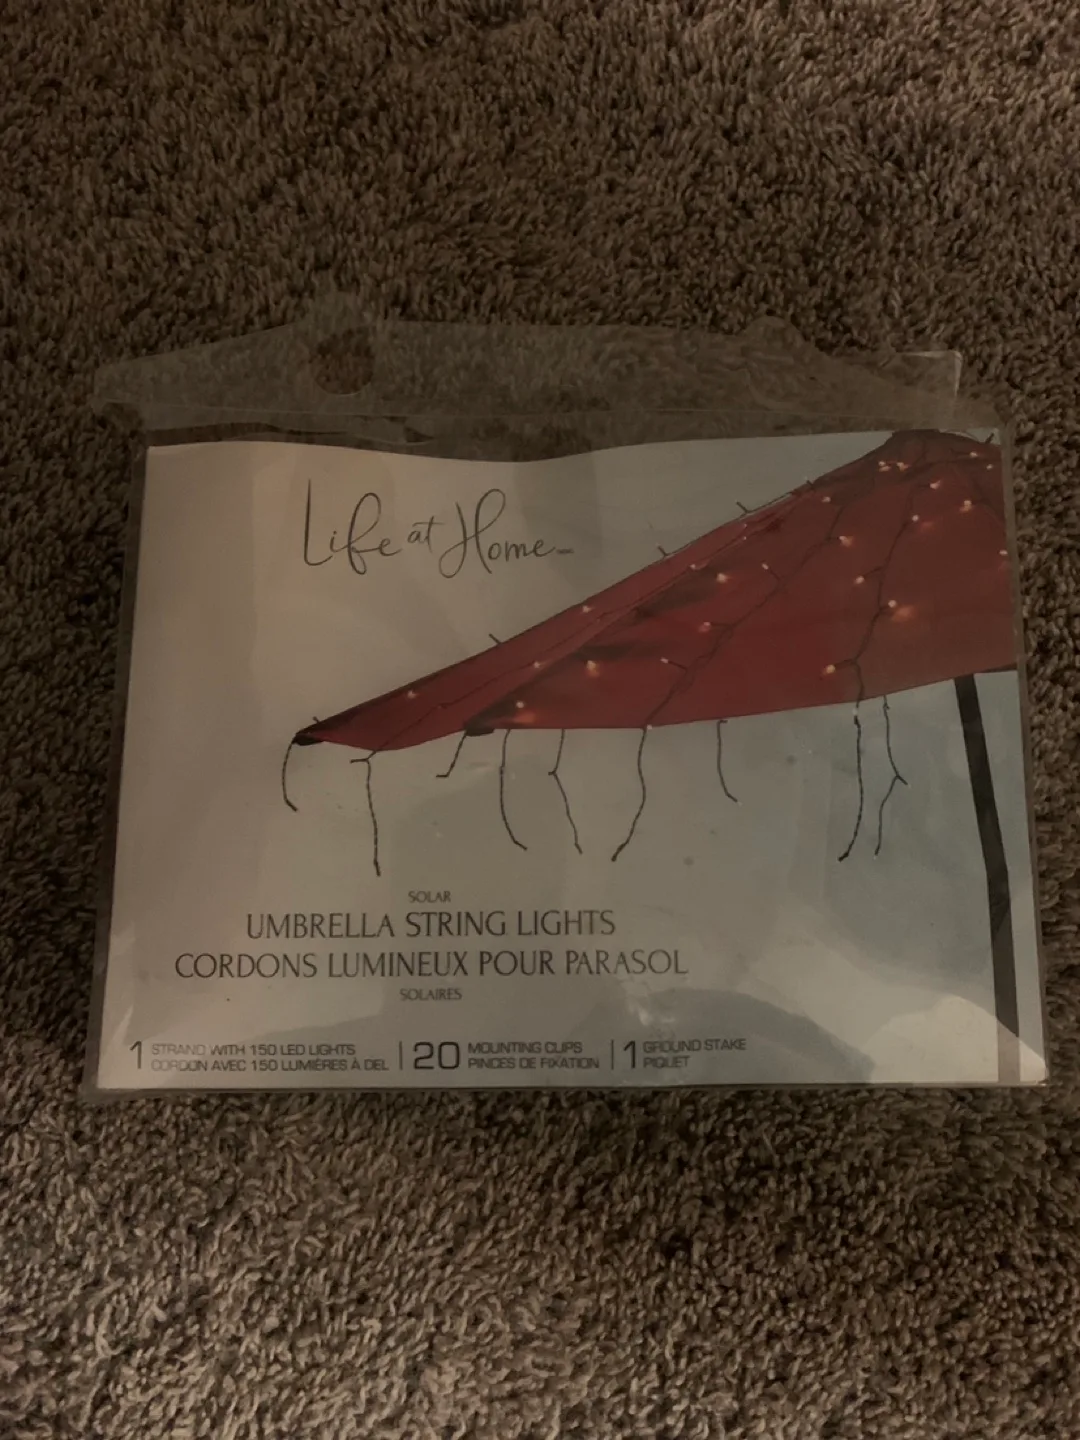 Life at Home
SOLAR
UMBRELLA STRING LIGHTS
CORDONS LUMINEUX POUR PARASOL
SOLAIRES
1 STRAND WITH 150 LED LIGHTS
CORDON AVEC 150 LUMIÈRES À DEL
20 MOUNTING CLIPS
PINCES DE FIXATION
1 GROUND STAKE
PIQUET